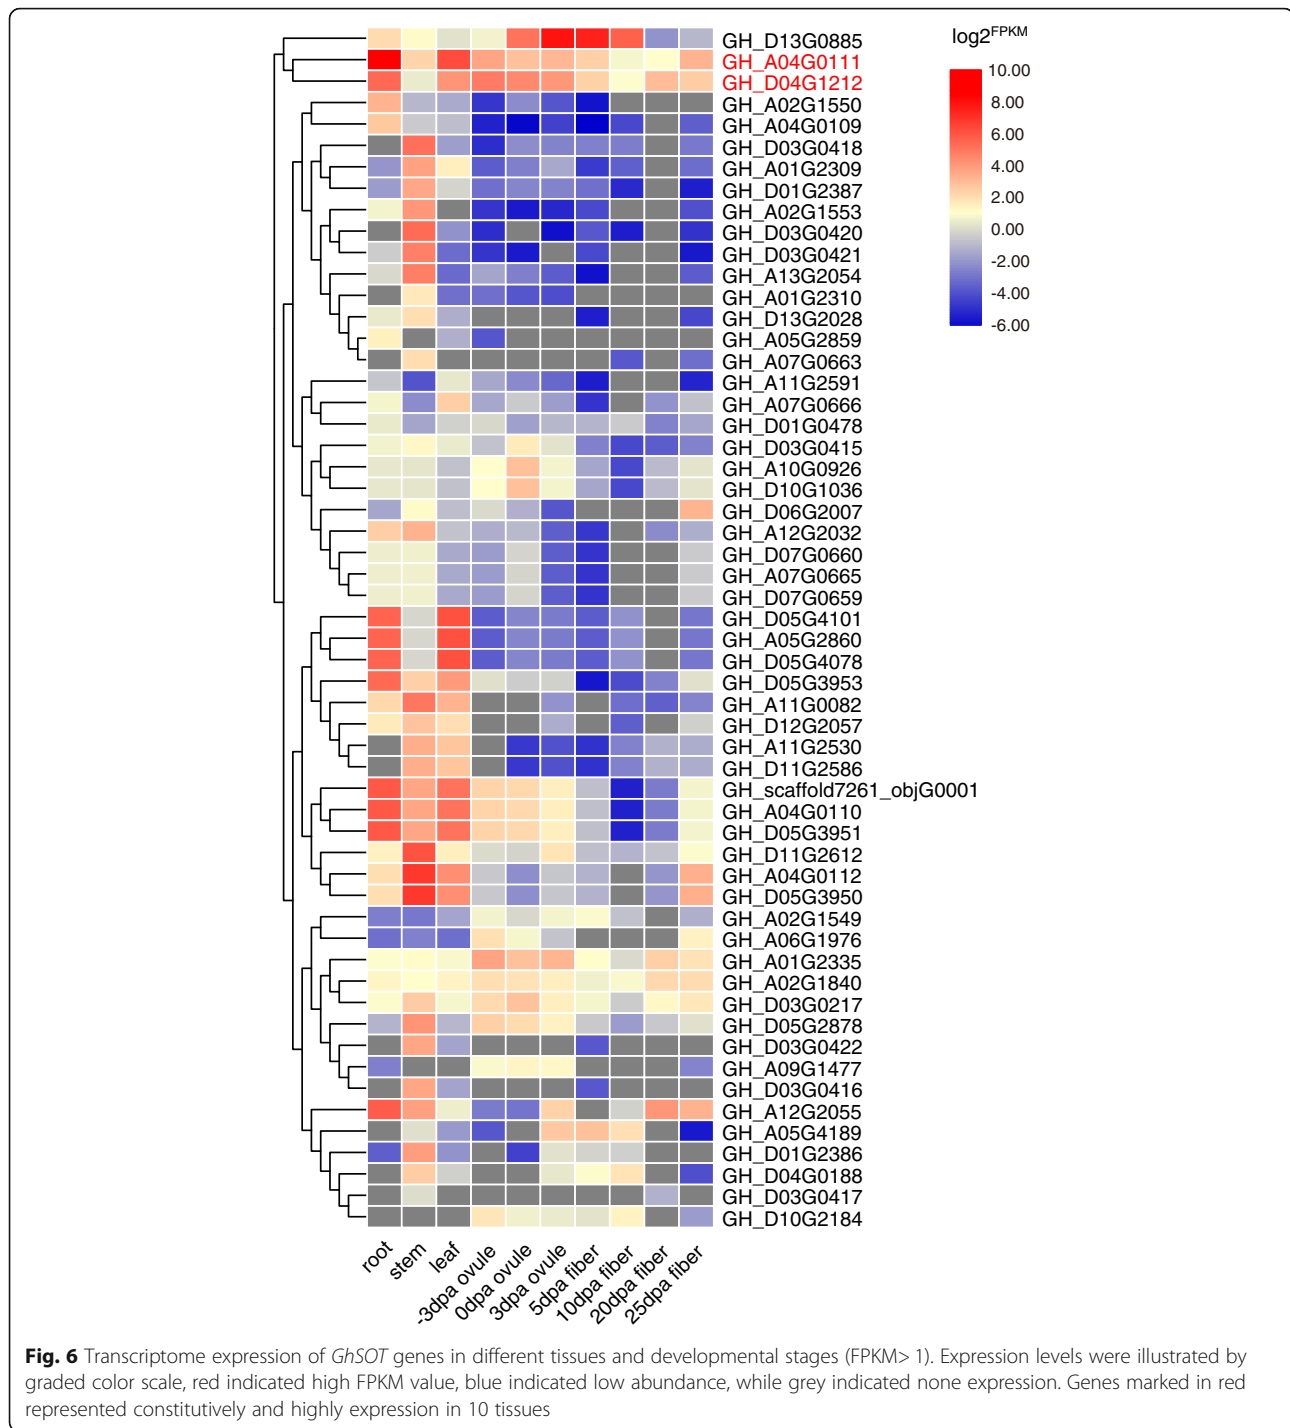 log2FPKM
10.00
8.00
6.00
4.00
2.00
0.00
-2.00
-4.00
-6.00
GH_D13G0885
GH_A04G0111
GH_D04G1212
GH_A02G1550
GH_A04G0109
GH_D03G0418
GH_A01G2309
GH_D01G2387
GH_A02G1553
GH_D03G0420
GH_D03G0421
GH_A13G2054
GH_A01G2310
GH_D13G2028
GH_A05G2859
GH_A07G0663
GH_A11G2591
GH_A07G0666
GH_D01G0478
GH_D03G0415
GH_A10G0926
GH_D10G1036
GH_D06G2007
GH_A12G2032
GH_D07G0660
GH_A07G0665
GH_D07G0659
GH_D05G4101
GH_A05G2860
GH_D05G4078
GH_D05G3953
GH_A11G0082
GH_D12G2057
GH_A11G2530
GH_D11G2586
GH_scaffold7261_objG0001
GH_A04G0110
GH_D05G3951
GH_D11G2612
GH_A04G0112
GH_D05G3950
GH_A02G1549
GH_A06G1976
GH_A01G2335
GH_A02G1840
GH_D03G0217
GH_D05G2878
GH_D03G0422
GH_A09G1477
GH_D03G0416
GH_A12G2055
GH_A05G4189
GH_D01G2386
GH_D04G0188
GH_D03G0417
GH_D10G2184
root
stem
leaf
-3dpa ovule
0dpa ovule
3dpa ovule
5dpa fiber
10dpa fiber
20dpa fiber
25dpa fiber
Fig. 6 Transcriptome expression of GhSOT genes in different tissues and developmental stages (FPKM> 1). Expression levels were illustrated by
graded color scale, red indicated high FPKM value, blue indicated low abundance, while grey indicated none expression. Genes marked in red
represented constitutively and highly expression in 10 tissues